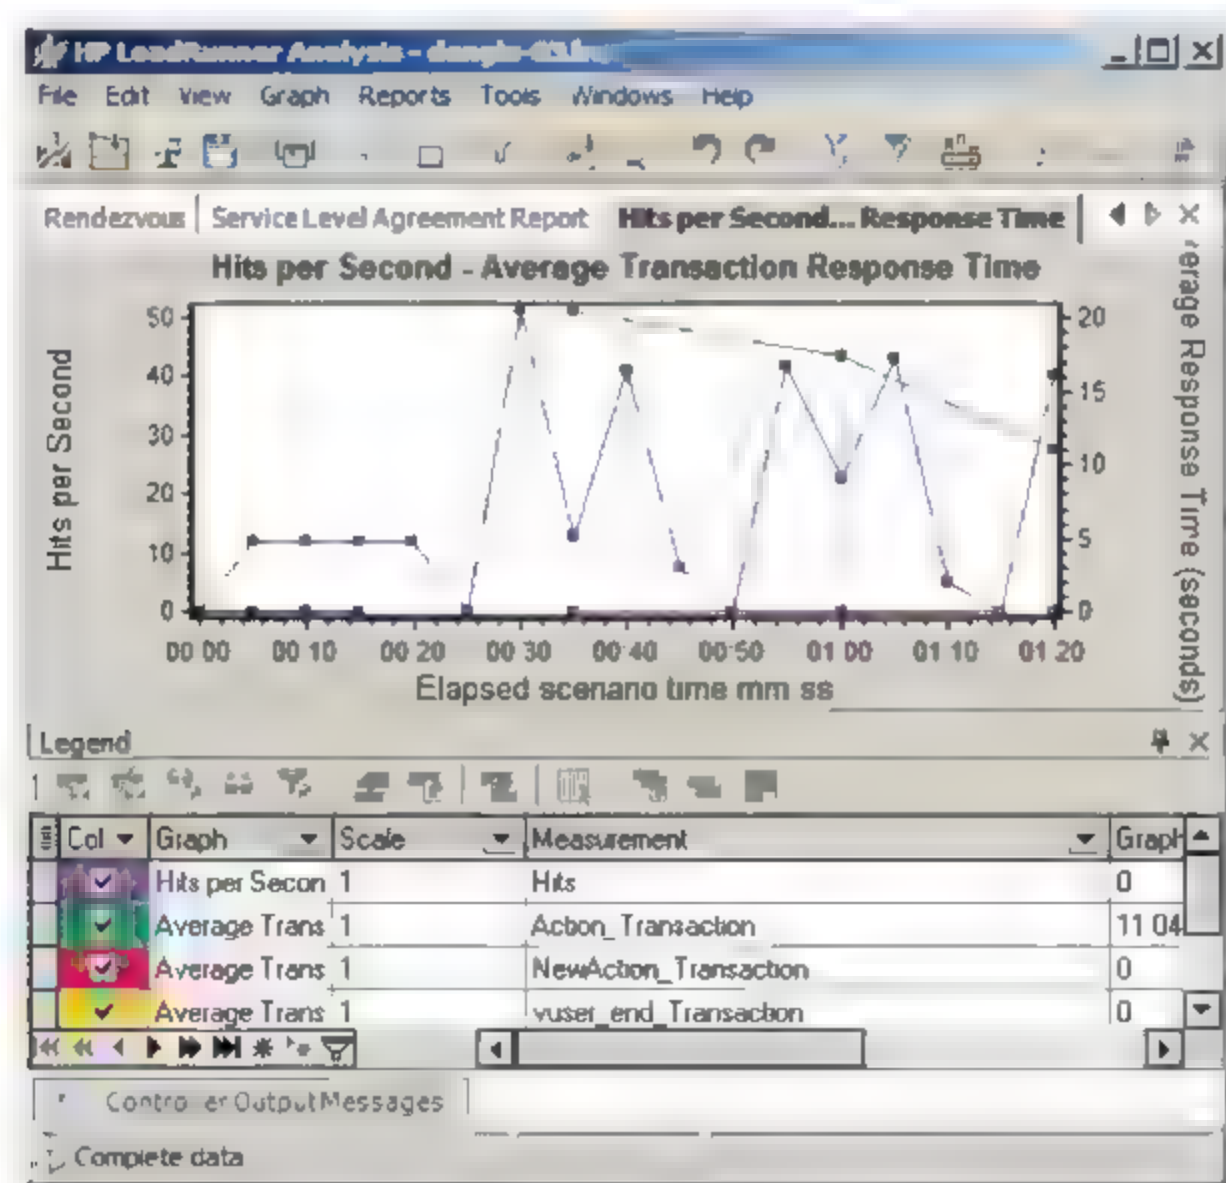 HP LoadRunner Analysis -
File Edit View Graph Reports Tools Windows Help
Rendezvous Service Level Agreement Report Hits per Second... Response Time
Hits per Second - Average Transaction Response Time
Hits per Second
50
40
30
20
10
0
20
15
10
5
0
erage Response Time (seconds)
00 00 00 10 00 20 00 30 00 40 00 50 01 00 01 10 01 20
Elapsed scenario time mm ss
Legend
Col Graph Scale Measurement Graph
Hits per Secon 1 Hits 0
Average Trans 1 Action_Transaction 11 04
Average Trans 1 NewAction_Transaction 0
Average Trans 1 vuser_end_Transaction 0
Controller Output Messages
Complete data